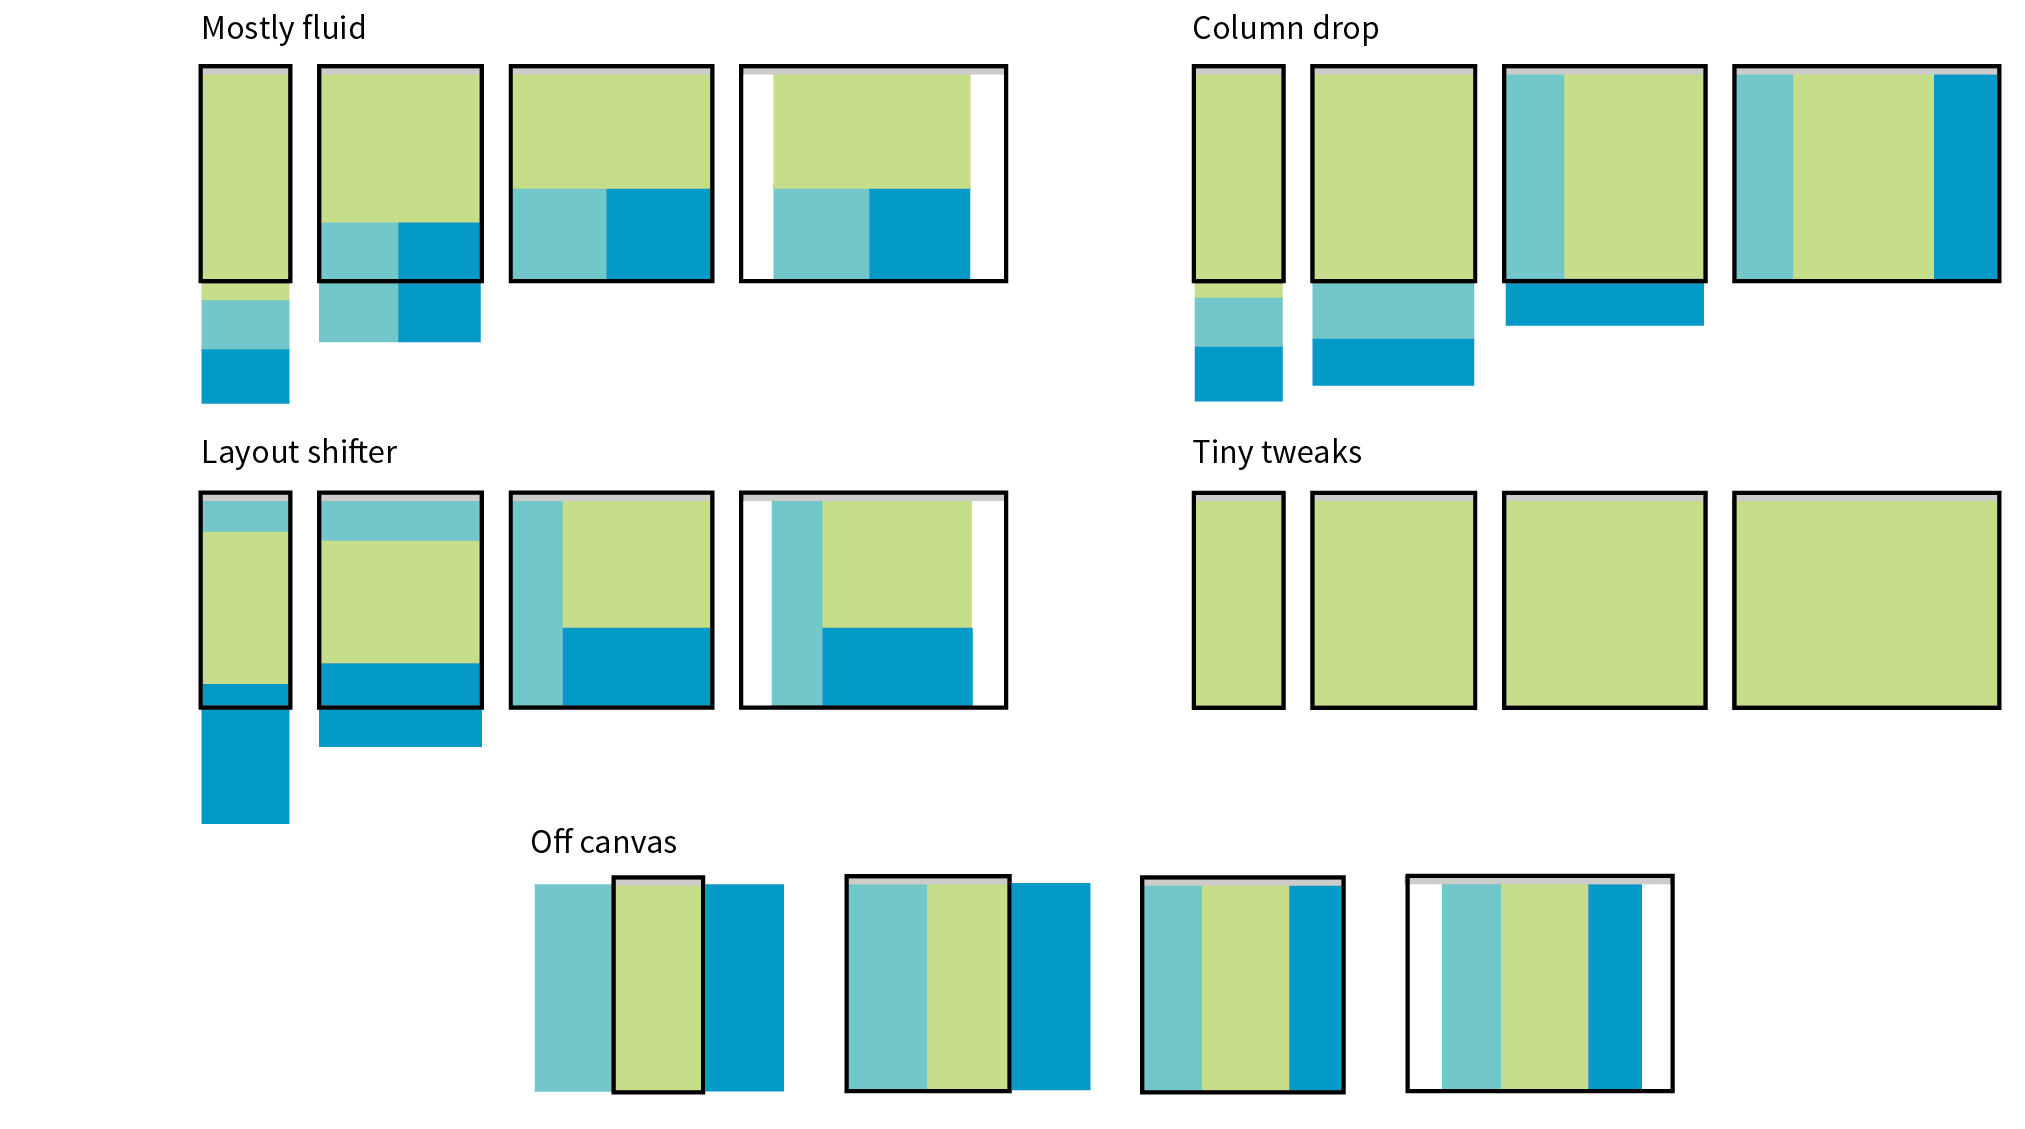 Mostly fluid
Column drop
Layout shifter
Tiny tweaks
Off canvas